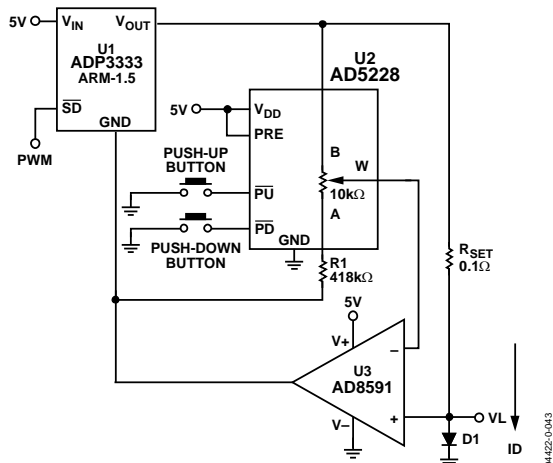 5V
VIN
VOUT
U1
ADP3333
ARM-1.5
SD
GND
PWM
U2
AD5228
5V
VDD
PRE
PUSH-UP
BUTTON
PU
PD
PUSH-DOWN
BUTTON
GND
B
W
10kΩ
A
R1
418kΩ
RSET
0.1Ω
5V
V+
U3
AD8591
V–
–
+
VL
D1
ID
04422-0-043